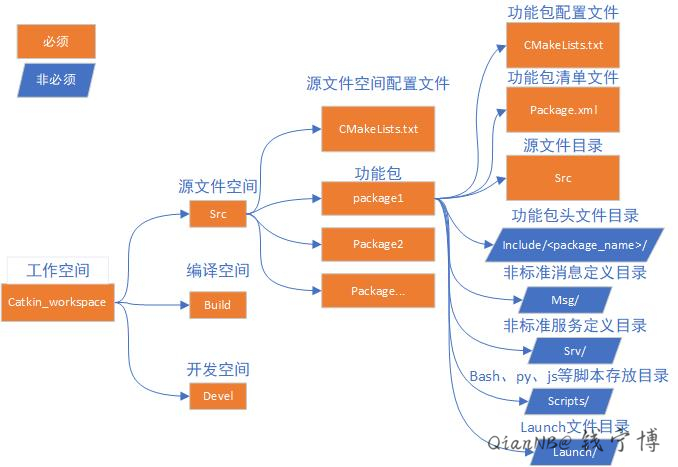 必须
非必须
工作空间
Catkin_workspace
源文件空间
Src
编译空间
Build
开发空间
Devel
源文件空间配置文件
CMakeLists.txt
功能包
package1
Package2
Package...
功能包配置文件
CMakeLists.txt
功能包清单文件
Package.xml
源文件目录
Src
功能包头文件目录
Include/<package_name>/
非标准消息定义目录
Msg/
非标准服务定义目录
Srv/
Bash、py、js等脚本存放目录
Scripts/
Launch文件目录
Launch/
QianNB@钱宁博